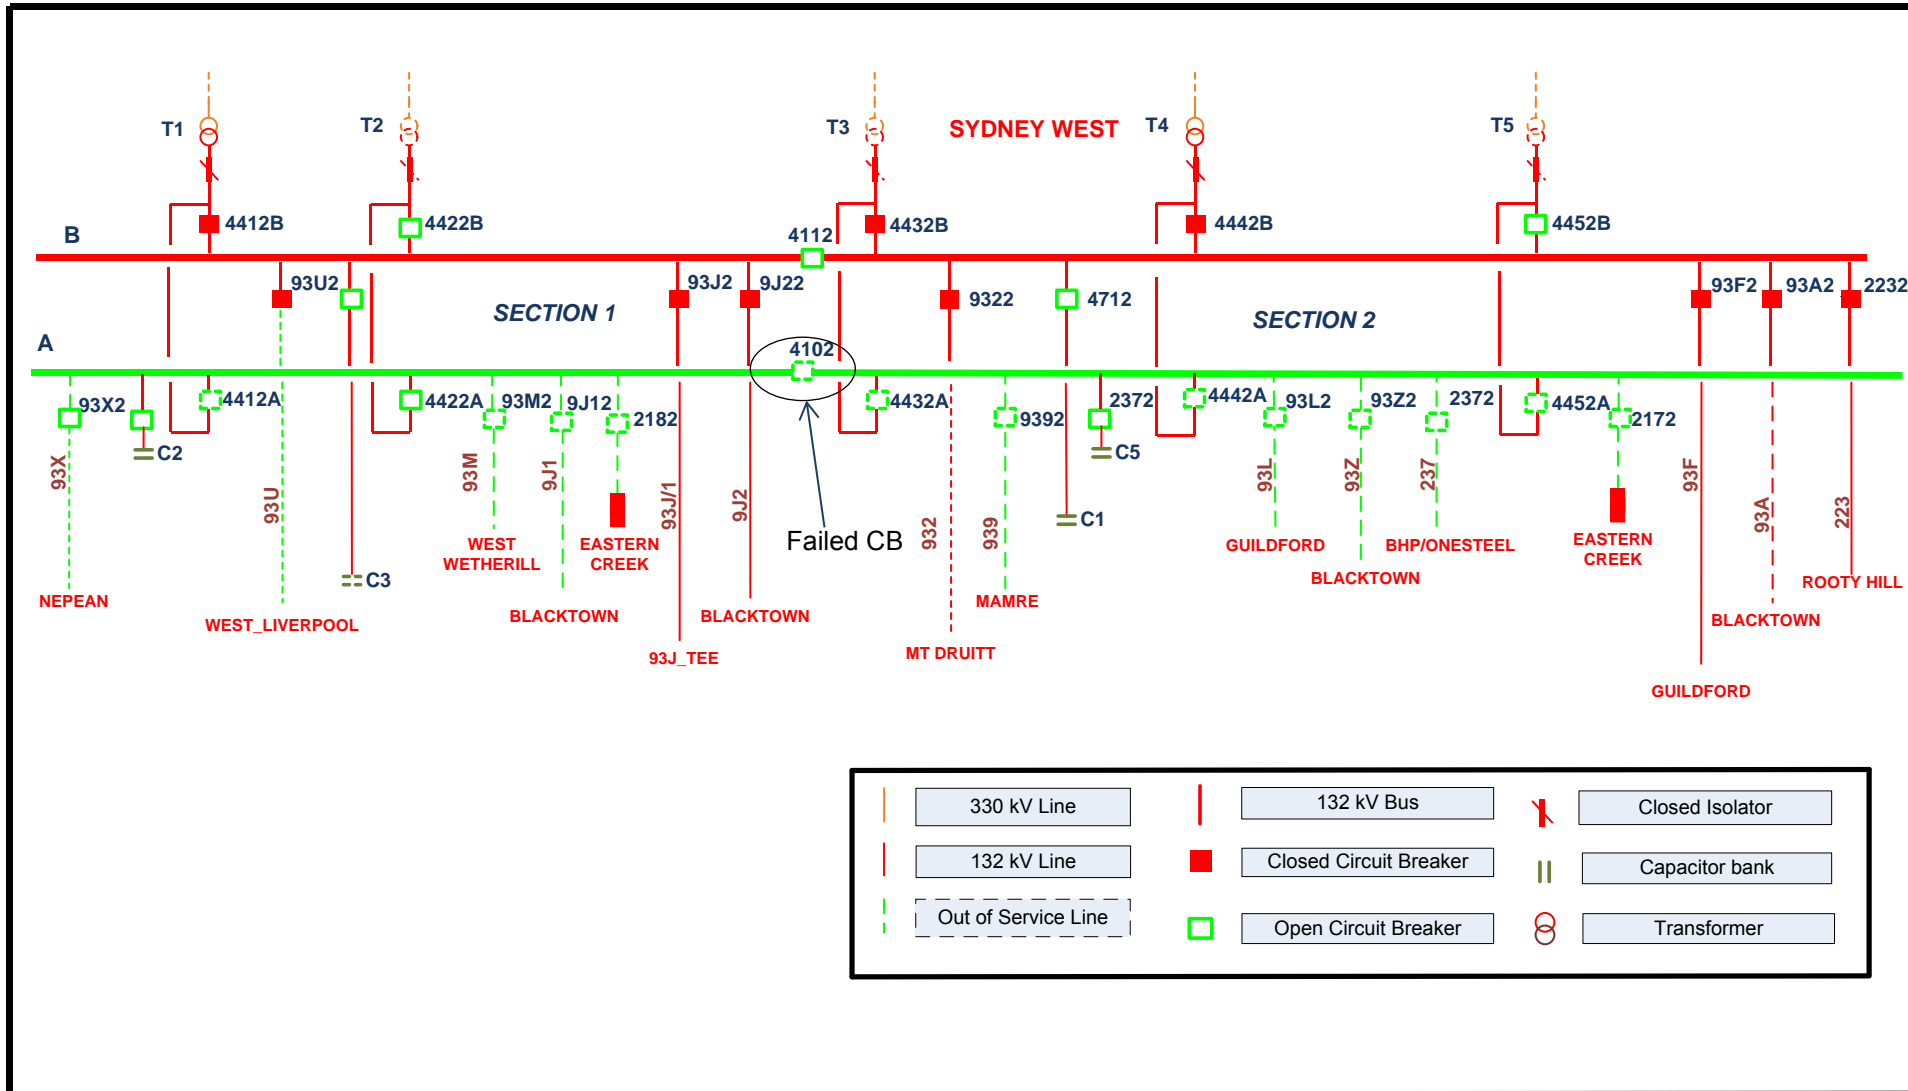 T1
T2
T3
SYDNEY WEST
T4
T5
4412B
4422B
4432B
4442B
4452B
B
4112
93U2
93J2
9J22
9322
4712
93F2
93A2
2232
SECTION 1
SECTION 2
A
4102
93X2
4412A
4422A
93M2
9J12
2182
4432A
9392
2372
4442A
93L2
93Z2
2372
4452A
2172
C2
C5
93X
93U
93M
9J1
93J/1
9J2
932
939
93L
93Z
237
93F
93A
223
C1
Failed CB
WEST
WETHERILL
EASTERN
CREEK
GUILDFORD
BHP/ONESTEEL
EASTERN
CREEK
C3
BLACKTOWN
ROOTY HILL
NEPEAN
MAMRE
WEST_LIVERPOOL
BLACKTOWN
BLACKTOWN
BLACKTOWN
93J_TEE
MT DRUITT
GUILDFORD
330 kV Line
132 kV Bus
Closed Isolator
132 kV Line
Closed Circuit Breaker
Capacitor bank
Out of Service Line
Open Circuit Breaker
Transformer